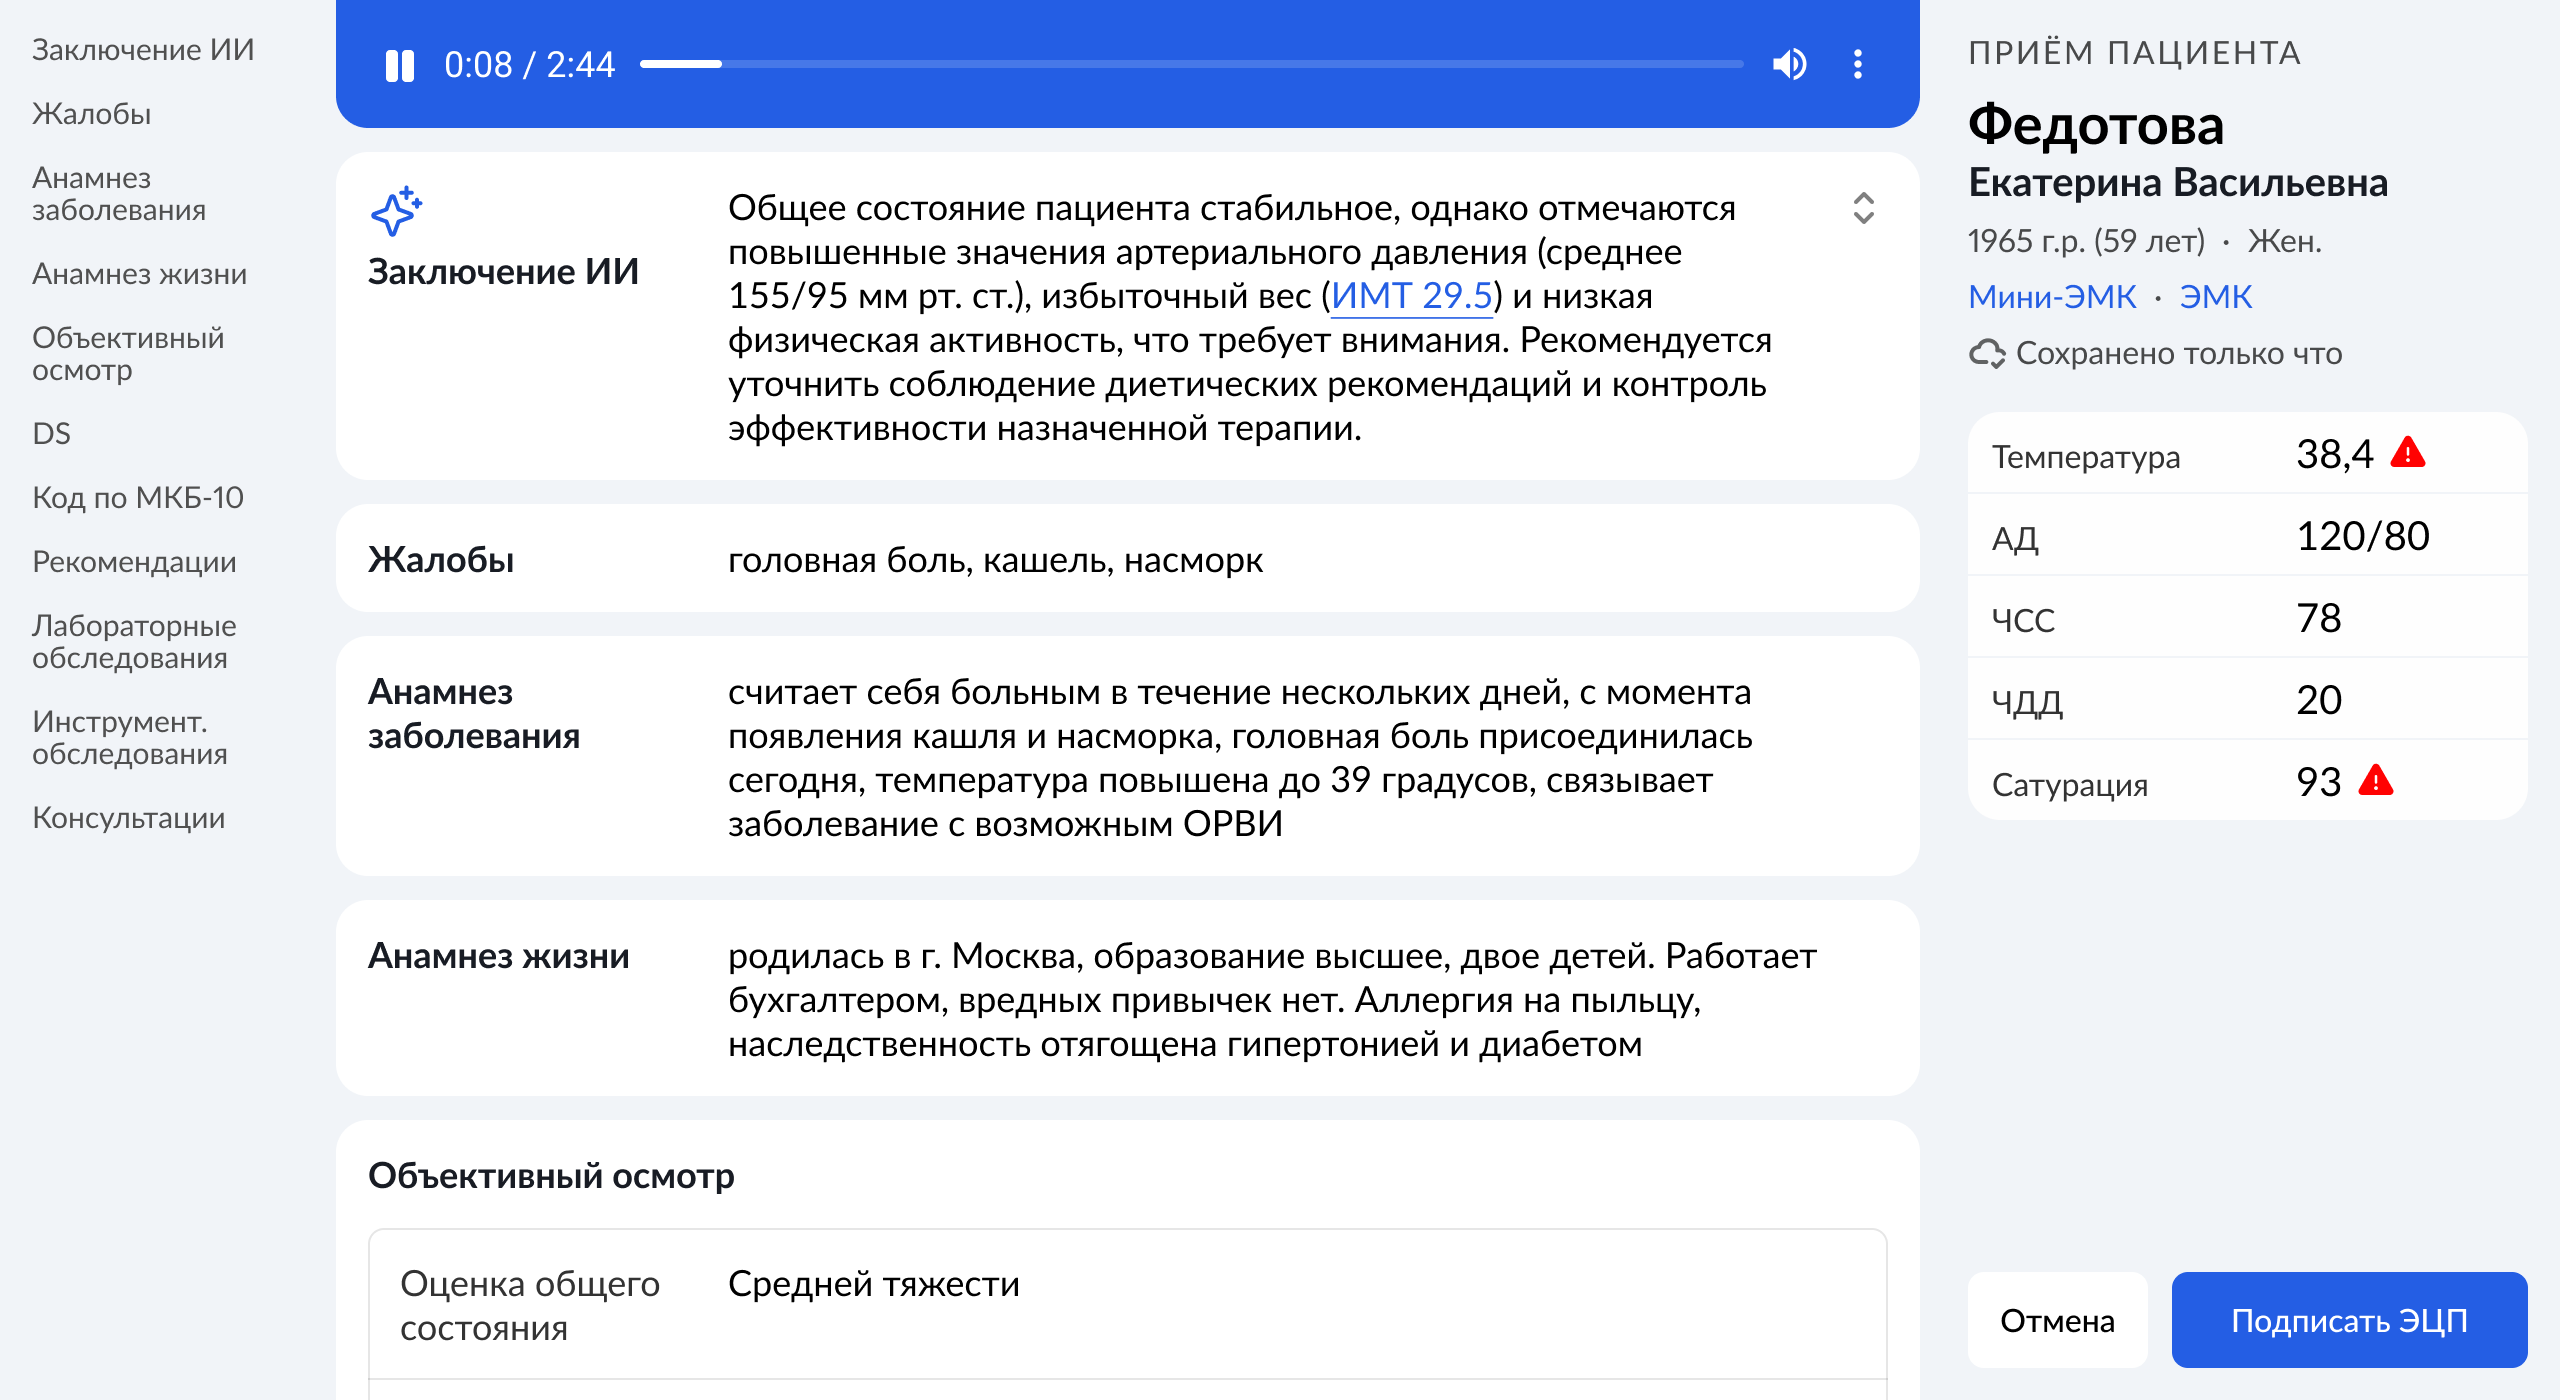 Заключение ИИ
Жалобы
Анамнез
заболевания
Анамнез жизни
Объективный
осмотр
DS
Код по МКБ-10
Рекомендации
Лабораторные
обследования
Инструмент.
обследования
Консультации
0:08 / 2:44
Заключение ИИ
Общее состояние пациента стабильное, однако отмечаются
повышенные значения артериального давления (среднее
155/95 мм рт. ст.), избыточный вес (ИМТ 29.5) и низкая
физическая активность, что требует внимания. Рекомендуется
уточнить соблюдение диетических рекомендаций и контроль
эффективности назначенной терапии.
Жалобы
головная боль, кашель, насморк
Анамнез
заболевания
считает себя больным в течение нескольких дней, с момента
появления кашля и насморка, головная боль присоединилась
сегодня, температура повышена до 39 градусов, связывает
заболевание с возможным ОРВИ
Анамнез жизни
родилась в г. Москва, образование высшее, двое детей. Работает
бухгалтером, вредных привычек нет. Аллергия на пыльцу,
наследственность отягощена гипертонией и диабетом
Объективный осмотр
Оценка общего
состояния
Средней тяжести
ПРИЁМ ПАЦИЕНТА
Федотова
Екатерина Васильевна
1965 г.р. (59 лет) · Жен.
Мини-ЭМК · ЭМК
Сохранено только что
Температура 38,4
АД 120/80
ЧСС 78
ЧДД 20
Сатурация 93
Отмена
Подписать ЭЦП